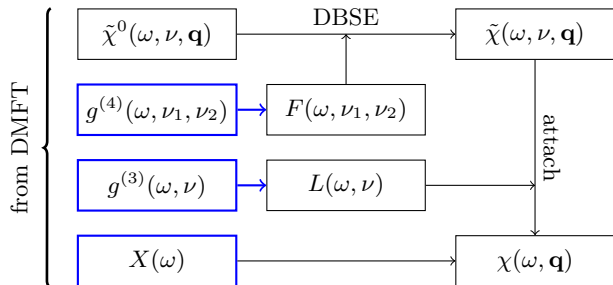 DBSE
χ̃⁰(ω, ν, q)
χ̃(ω, ν, q)
g⁽⁴⁾(ω, ν₁, ν₂)
F(ω, ν₁, ν₂)
from DMFT
attach
g⁽³⁾(ω, ν)
L(ω, ν)
X(ω)
χ(ω, q)